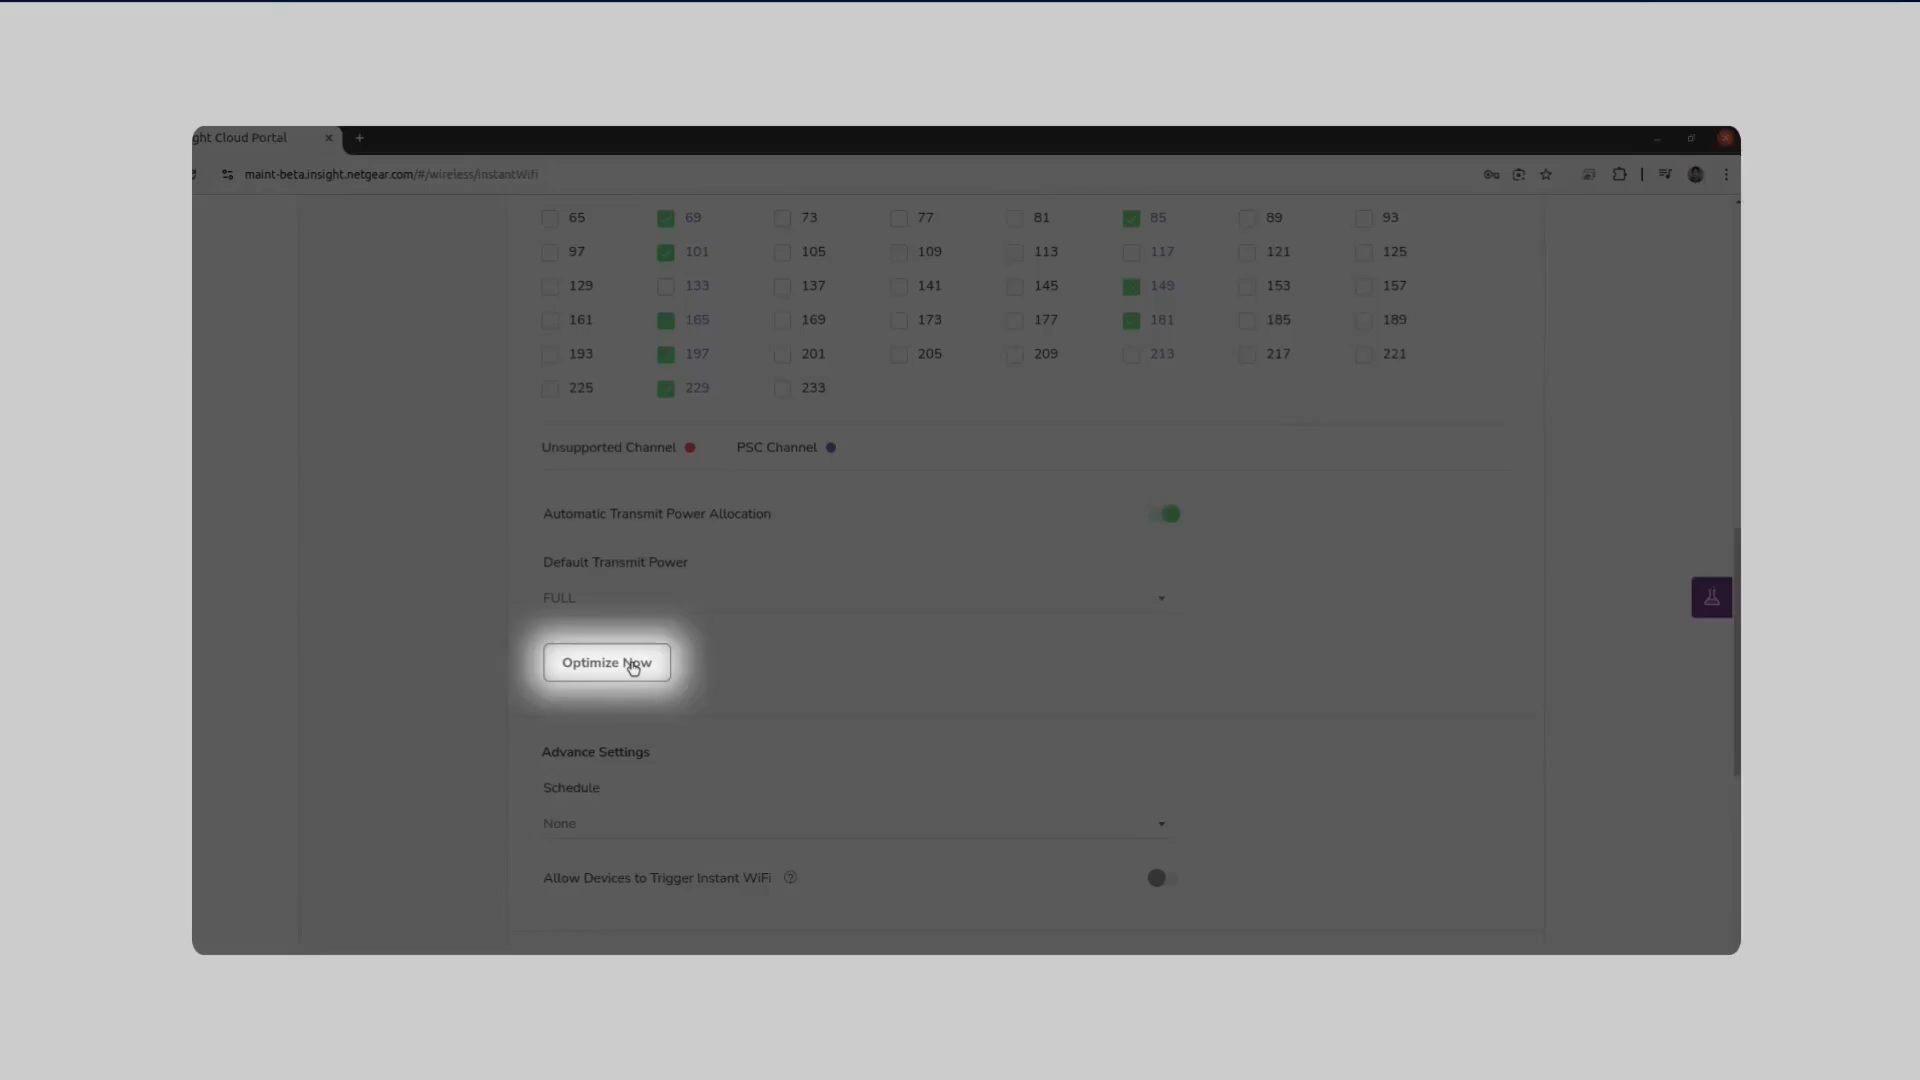 ght Cloud Portal
maint-beta.insight.netgear.com/#/wireless/instantWifi
65 69 73 77 81 85 89 93
97 101 105 109 113 117 121 125
129 133 137 141 145 149 153 157
161 165 169 173 177 181 185 189
193 197 201 205 209 213 217 221
225 229 233
Unsupported Channel PSC Channel
Automatic Transmit Power Allocation
Default Transmit Power
FULL
Optimize Now
Advance Settings
Schedule
None
Allow Devices to Trigger Instant WiFi